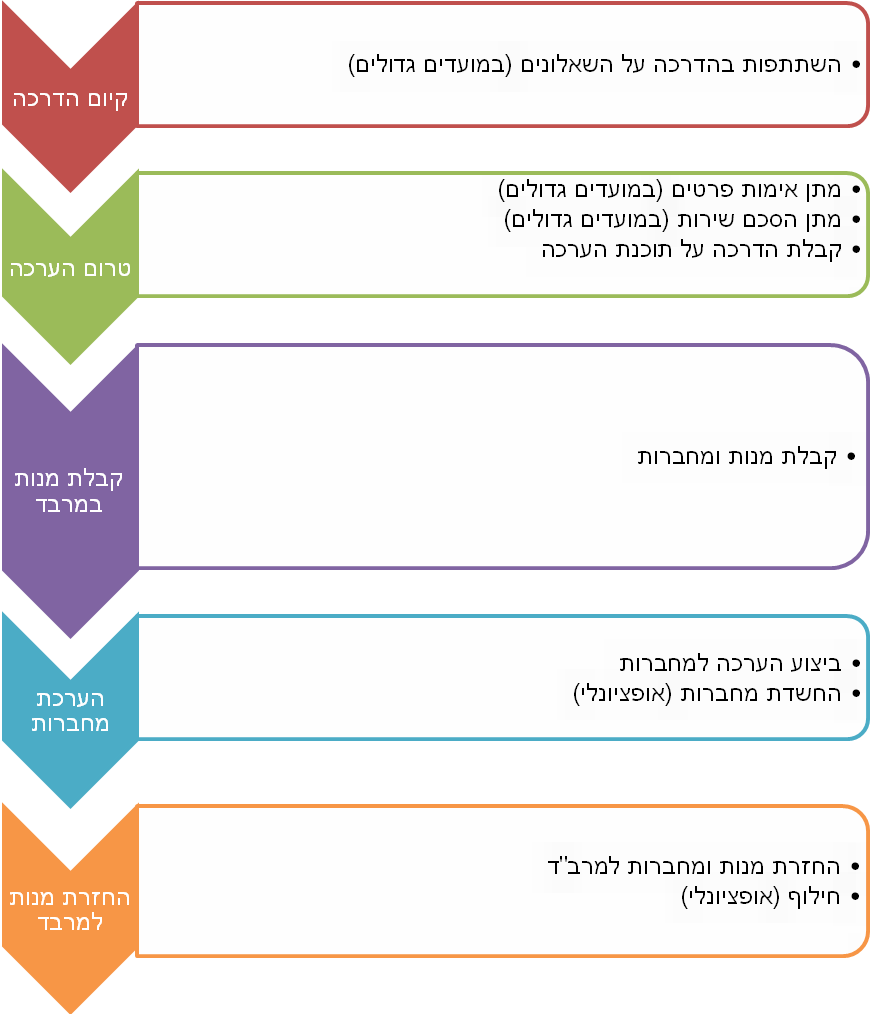 קיום הדרכה
• השתתפות בהדרכה על השאלונים (במועדים גדולים)
טרום הערכה
• מתן אימות פרטים (במועדים גדולים)
• מתן הסכם שירות (במועדים גדולים)
• קבלת הדרכה על תוכנת הערכה
קבלת מנות
במרבד
• קבלת מנות ומחברות
הערכת
מחברות
• ביצוע הערכה למחברות
• החשדת מחברות (אופציונלי)
החזרת מנות
למרבד
• החזרת מנות ומחברות למרב"ד
• חילוף (אופציונלי)